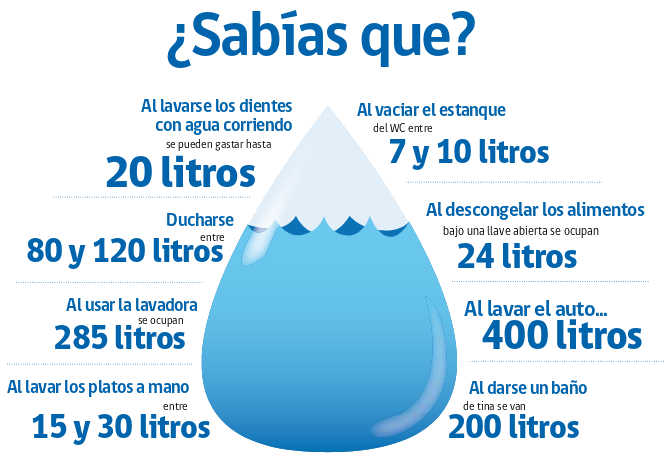 ¿Sabías que?
Al lavarse los dientes
con agua corriendo
se pueden gastar hasta
20 litros
Ducharse
entre
80 y 120 litros
Al usar la lavadora
se ocupan
285 litros
Al lavar los platos a mano
entre
15 y 30 litros
Al vaciar el estanque
del WC entre
7 y 10 litros
Al descongelar los alimentos
bajo una llave abierta se ocupan
24 litros
Al lavar el auto...
400 litros
Al darse un baño
de tina se van
200 litros